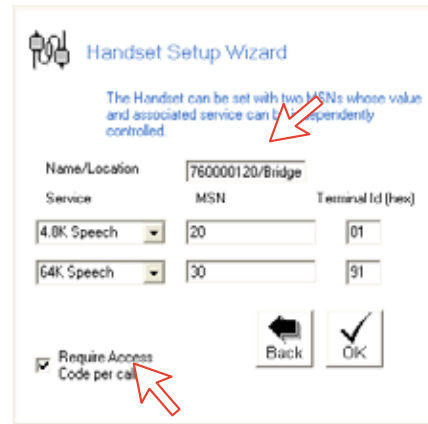 Handset Setup Wizard
The Handset can be set with two MSNs whose value
and associated service can be independently
controlled.
Name/Location 760000120/Bridge
Service MSN Terminal Id (hex)
4.8K Speech 20 01
64K Speech 30 91
Require Access
Code per call
Back OK